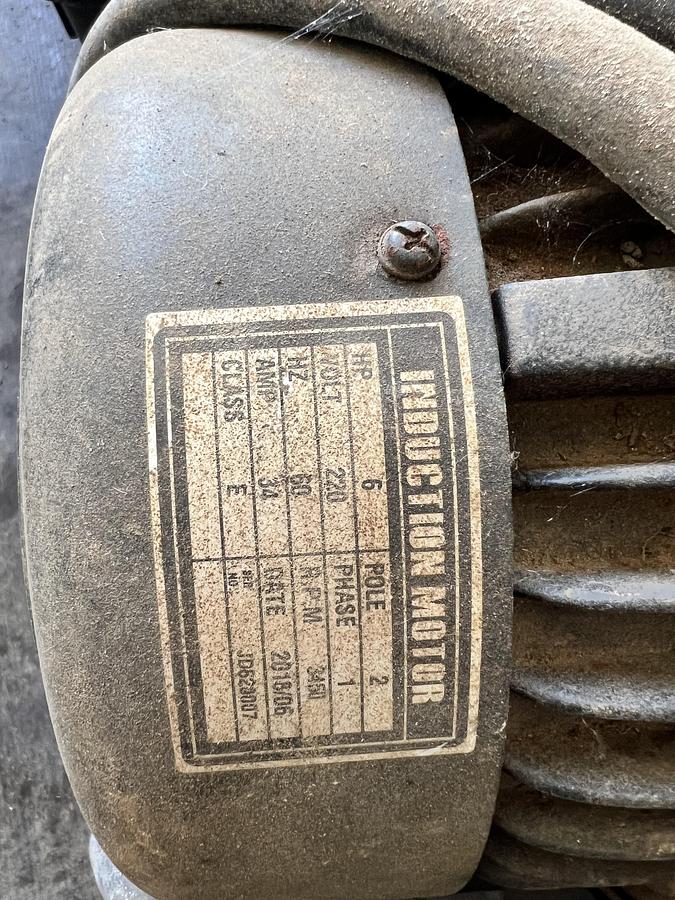 INDUCTION MOTOR
HP 6 POLE 2
VOLT 220 PHASE 1
HZ 60 R.P.M 3450
AMP 34 DATE 2018/06
CLASS E SER NO. JD620007